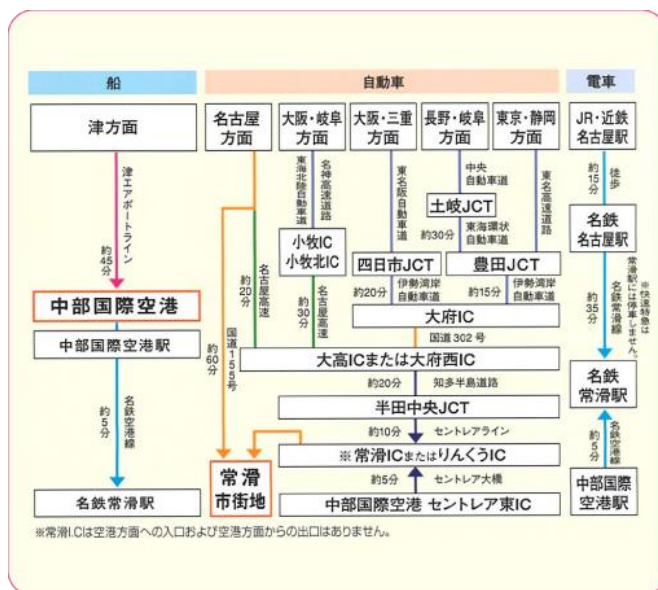 船
自動車
電車
津方面
名古屋
方面
大阪・岐阜
方面
大阪・三重
方面
長野・岐阜
方面
東京・静岡
方面
JR・近鉄
名古屋駅
津エアポートライン
約45分
中部国際空港
中部国際空港駅
名鉄空港線
約5分
名鉄常滑駅
名古屋高速
約20分
国道155号
約60分
常滑
市街地
名神高速道路
東海北陸自動車道
小牧IC
小牧北IC
名古屋高速
約30分
東名阪自動車道
四日市JCT
約20分
伊勢湾岸
自動車道
中央
自動車道
土岐JCT
約30分
東海環状
自動車道
東名高速道路
豊田JCT
約15分
伊勢湾岸
自動車道
大府IC
国道302号
大高ICまたは大府西IC
約20分
知多半島道路
半田中央JCT
約10分
セントレアライン
※常滑ICまたはりんくうIC
約5分
セントレア大橋
中部国際空港 セントレア東IC
徒歩
約15分
名鉄
名古屋駅
※快速特急は
常滑駅には停車しません。
名鉄常滑線
約35分
名鉄
常滑駅
名鉄空港線
約5分
中部国際
空港駅
※常滑I.Cは空港方面への入口および空港方面からの出口はありません。